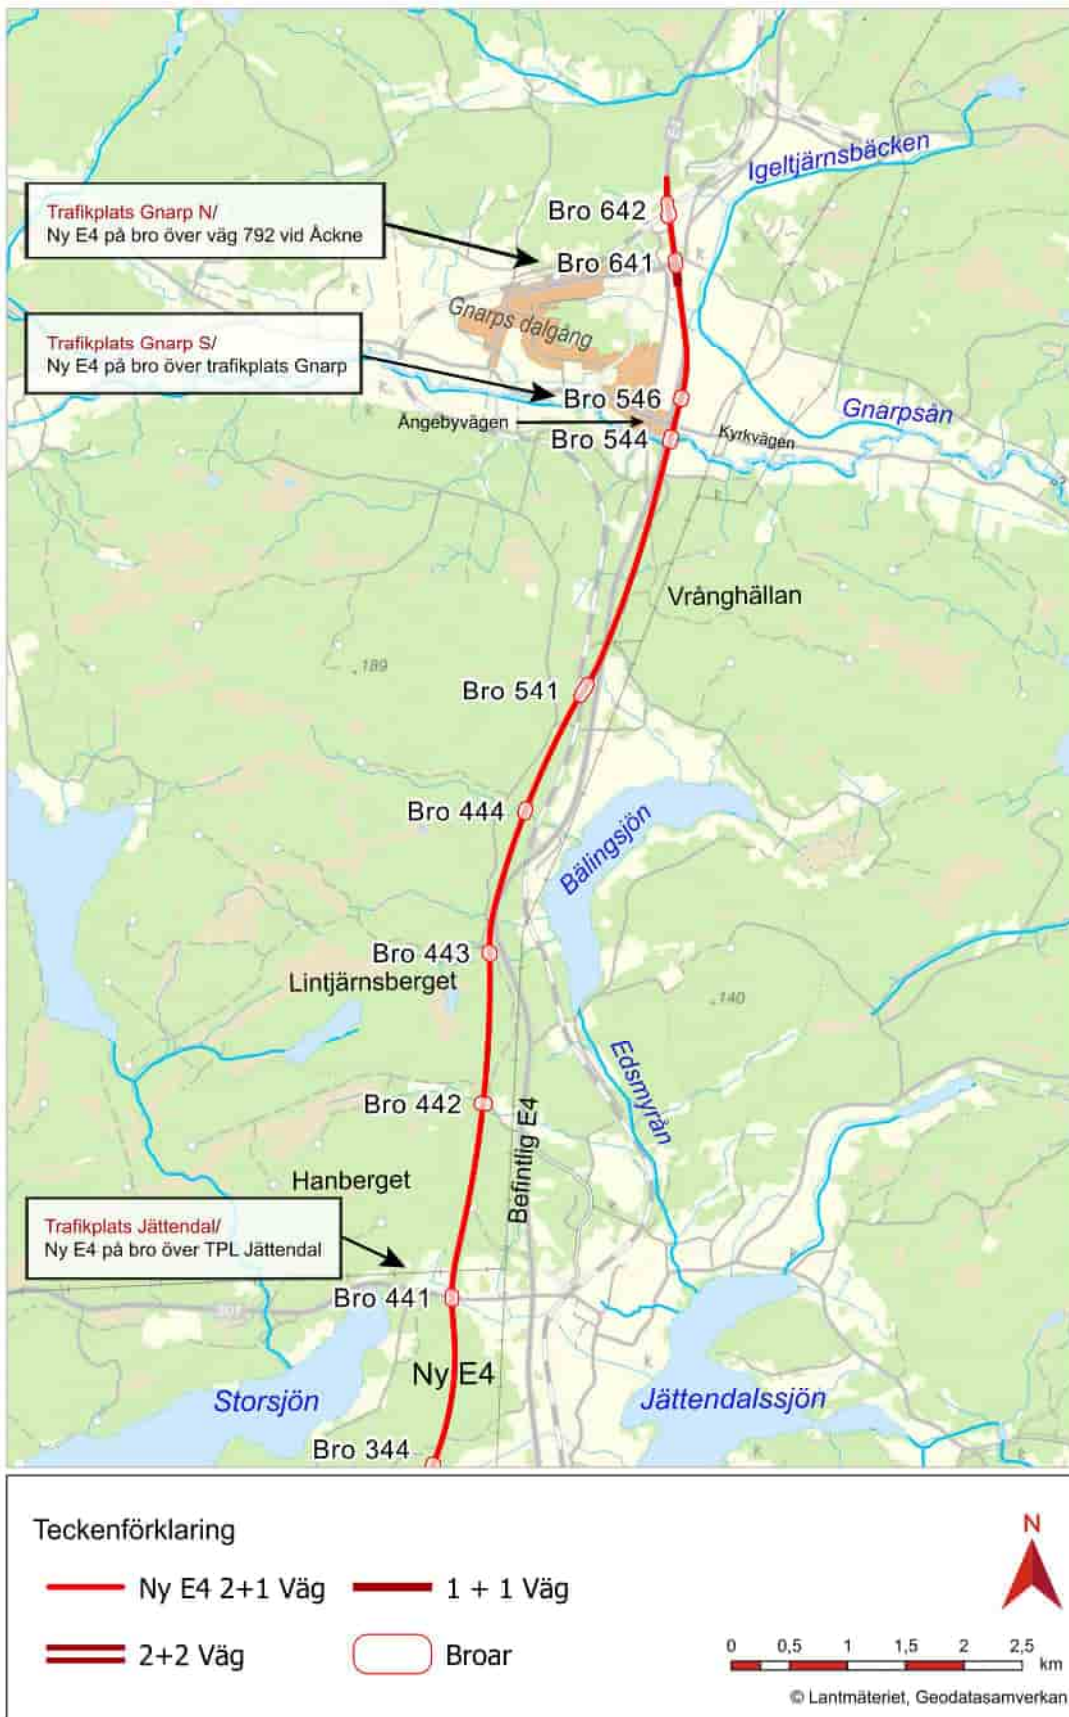 E4
Igeltjärnsbäcken
Trafikplats Gnarp N/
Ny E4 på bro över väg 792 vid Åckne
Bro 642
Bro 641
Gnarps dalgång
Trafikplats Gnarp S/
Ny E4 på bro över trafikplats Gnarp
Bro 546
Gnarpsån
Ångebyvägen
Bro 544
Kyrkvägen
Vrånghällan
189
Bro 541
Bro 444
Bälingsjön
Bro 443
Lintjärnsberget
140
Edsmyrån
Bro 442
Befintlig E4
Hanberget
Trafikplats Jättendal/
Ny E4 på bro över TPL Jättendal
Bro 441
307
Ny E4
Storsjön
Jättendalssjön
Bro 344
Teckenförklaring
N
Ny E4 2+1 Väg
1 + 1 Väg
2+2 Väg
Broar
0 0,5 1 1,5 2 2,5
km
© Lantmäteriet, Geodatasamverkan